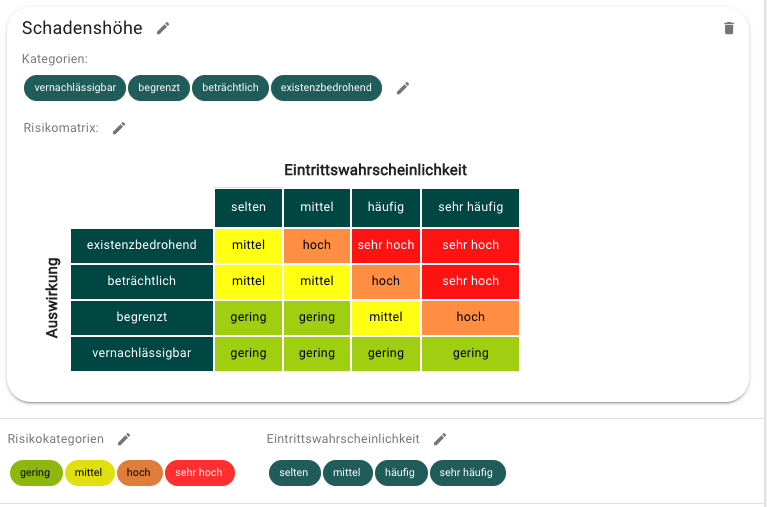 Schadenshöhe
Kategorien:
vernachlässigbar begrenzt beträchtlich existenzbedrohend
Risikomatrix:
Eintrittswahrscheinlichkeit
selten mittel häufig sehr häufig
Auswirkung
existenzbedrohend mittel hoch sehr hoch sehr hoch
beträchtlich mittel mittel hoch sehr hoch
begrenzt gering gering mittel hoch
vernachlässigbar gering gering gering gering
Risikokategorien Eintrittswahrscheinlichkeit
gering mittel hoch sehr hoch selten mittel häufig sehr häufig